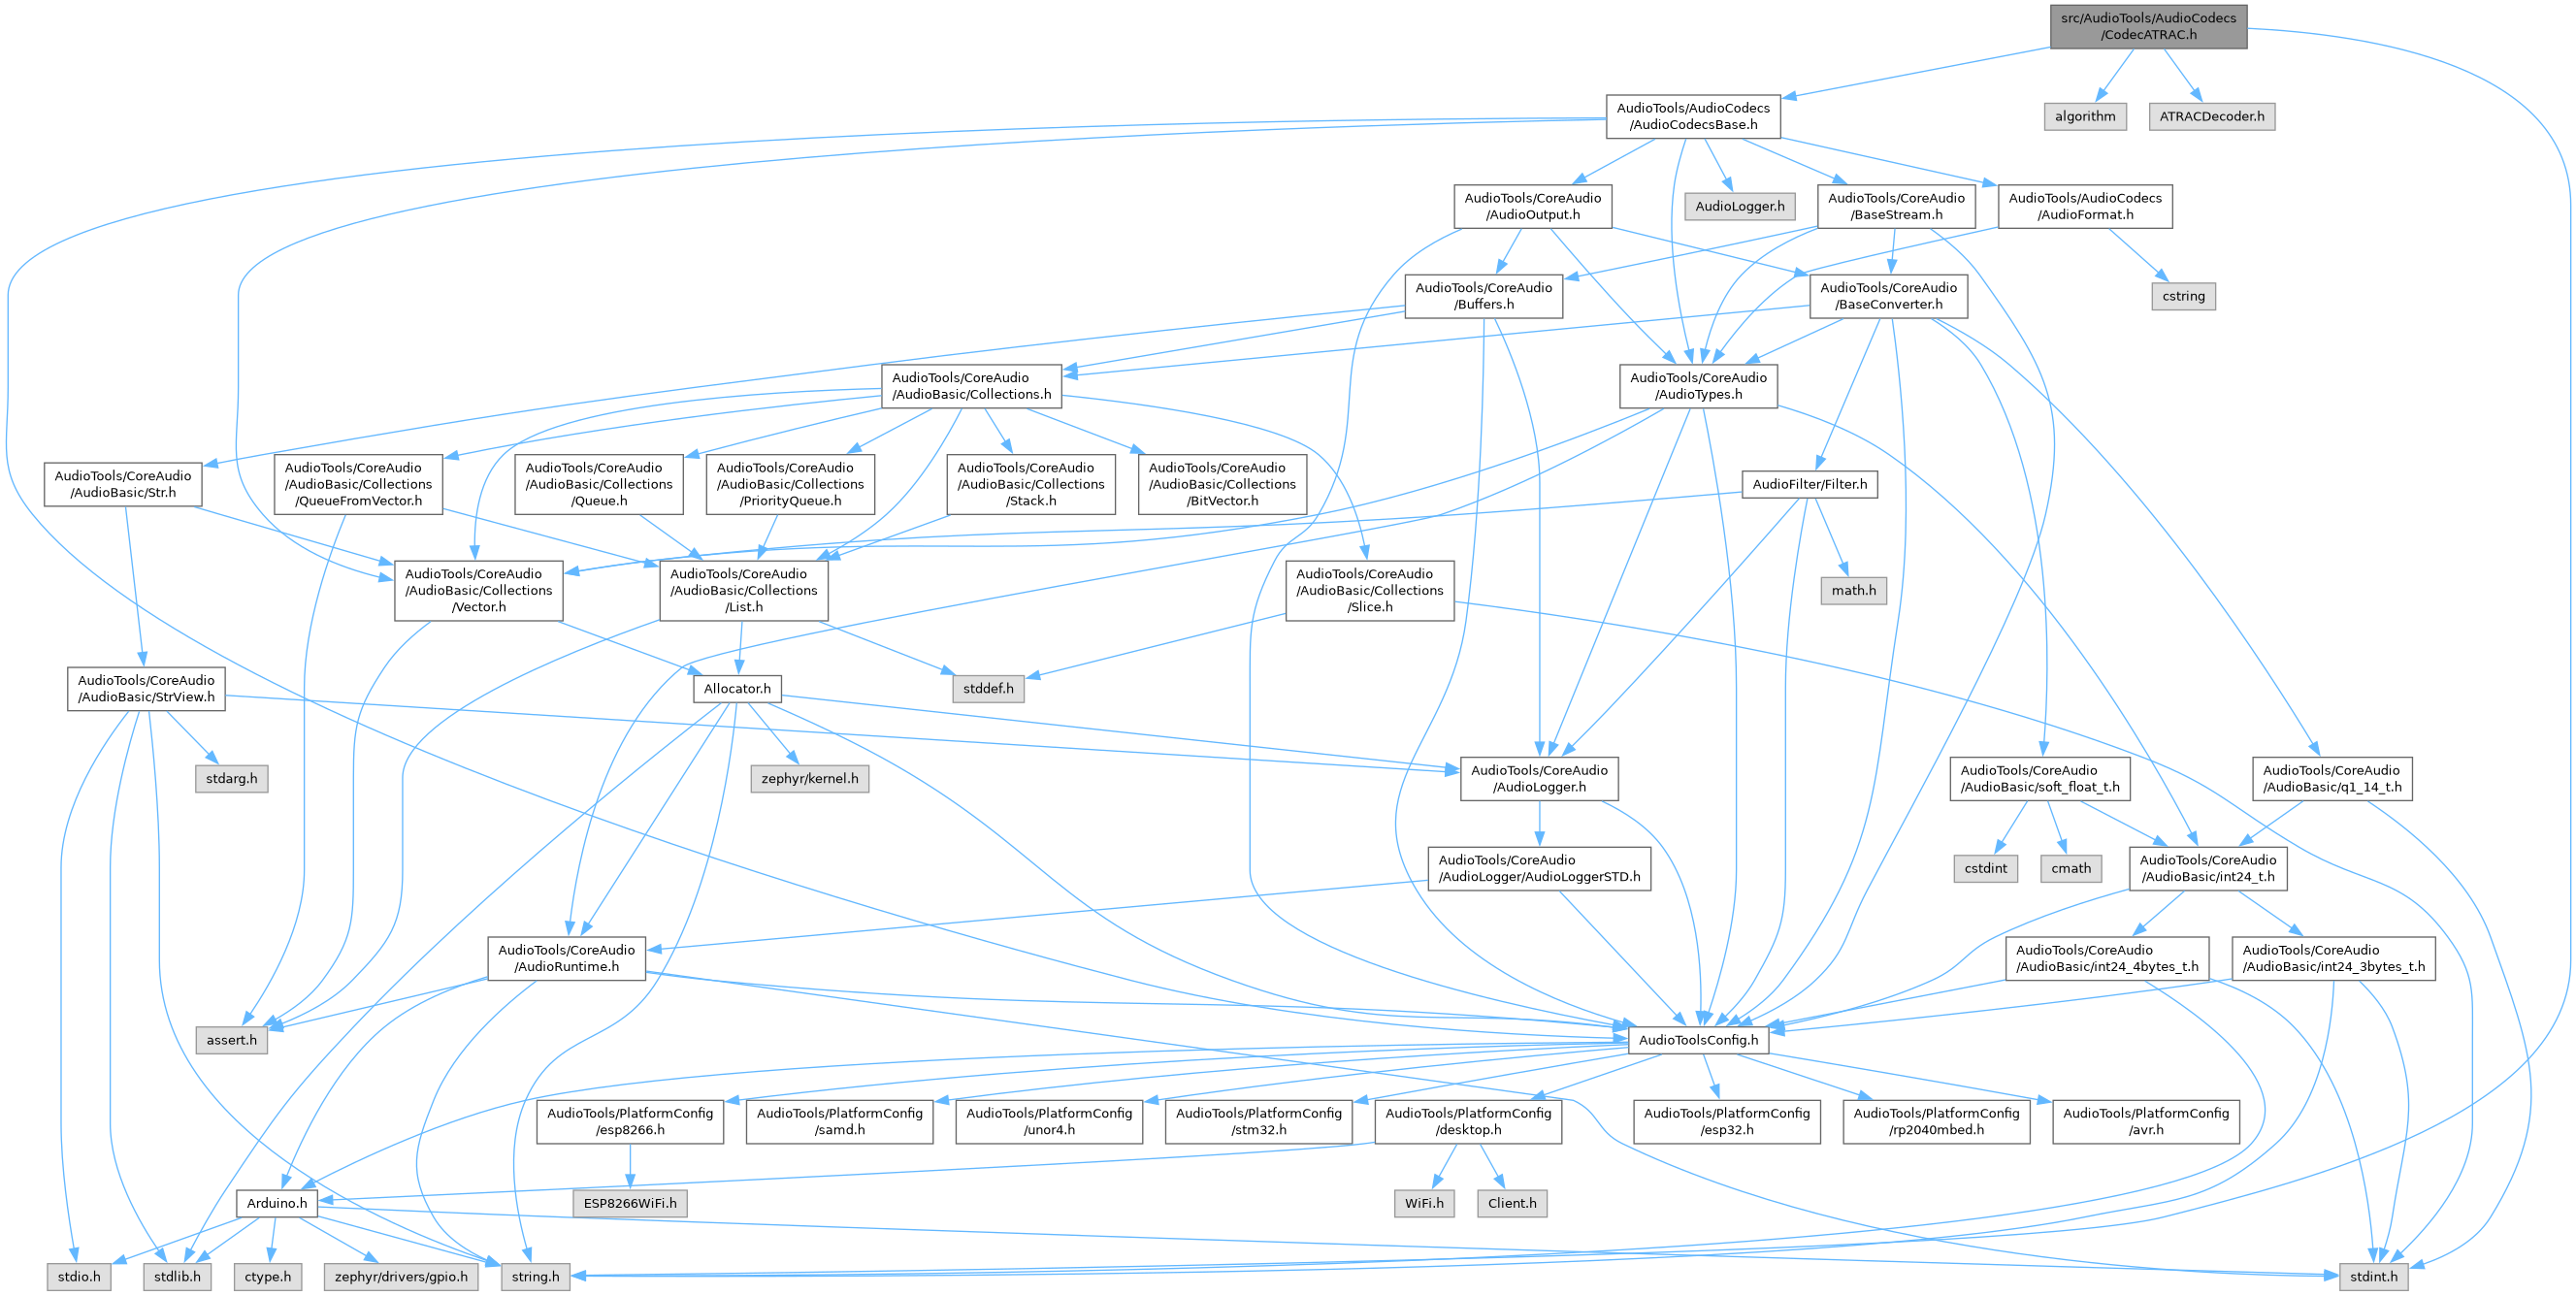 src/AudioTools/AudioCodecs
/CodecATRAC.h
AudioTools/AudioCodecs
/AudioCodecsBase.h
algorithm
ATRACDecoder.h
AudioTools/CoreAudio
/AudioOutput.h
AudioLogger.h
AudioTools/CoreAudio
/BaseStream.h
AudioTools/AudioCodecs
/AudioFormat.h
AudioTools/CoreAudio
/Buffers.h
AudioTools/CoreAudio
/BaseConverter.h
cstring
AudioTools/CoreAudio
/AudioBasic/Collections.h
AudioTools/CoreAudio
/AudioTypes.h
AudioTools/CoreAudio
/AudioBasic/Str.h
AudioTools/CoreAudio
/AudioBasic/Collections
/QueueFromVector.h
AudioTools/CoreAudio
/AudioBasic/Collections
/Queue.h
AudioTools/CoreAudio
/AudioBasic/Collections
/PriorityQueue.h
AudioTools/CoreAudio
/AudioBasic/Collections
/Stack.h
AudioTools/CoreAudio
/AudioBasic/Collections
/BitVector.h
AudioFilter/Filter.h
AudioTools/CoreAudio
/AudioBasic/Collections
/Vector.h
AudioTools/CoreAudio
/AudioBasic/Collections
/List.h
AudioTools/CoreAudio
/AudioBasic/Collections
/Slice.h
math.h
AudioTools/CoreAudio
/AudioBasic/StrView.h
Allocator.h
stddef.h
stdarg.h
zephyr/kernel.h
AudioTools/CoreAudio
/AudioLogger.h
AudioTools/CoreAudio
/AudioBasic/soft_float_t.h
AudioTools/CoreAudio
/AudioBasic/q1_14_t.h
AudioTools/CoreAudio
/AudioLogger/AudioLoggerSTD.h
cstdint
cmath
AudioTools/CoreAudio
/AudioBasic/int24_t.h
AudioTools/CoreAudio
/AudioRuntime.h
AudioTools/CoreAudio
/AudioBasic/int24_4bytes_t.h
AudioTools/CoreAudio
/AudioBasic/int24_3bytes_t.h
assert.h
AudioToolsConfig.h
AudioTools/PlatformConfig
/esp8266.h
AudioTools/PlatformConfig
/samd.h
AudioTools/PlatformConfig
/unor4.h
AudioTools/PlatformConfig
/stm32.h
AudioTools/PlatformConfig
/desktop.h
AudioTools/PlatformConfig
/esp32.h
AudioTools/PlatformConfig
/rp2040mbed.h
AudioTools/PlatformConfig
/avr.h
Arduino.h
ESP8266WiFi.h
WiFi.h
Client.h
stdio.h
stdlib.h
ctype.h
zephyr/drivers/gpio.h
string.h
stdint.h